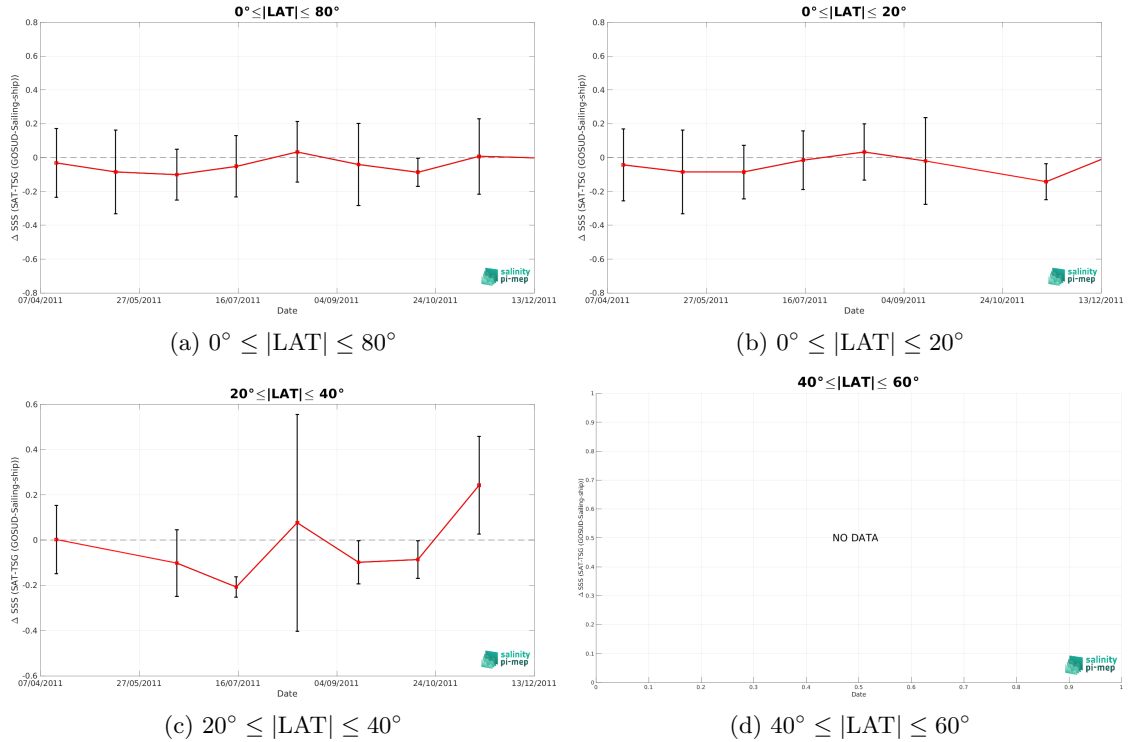 0°≤|LAT|≤ 80°
Δ SSS (SAT-TSG (GOSUD-Sailing-ship))
0.8
0.6
0.4
0.2
0
-0.2
-0.4
-0.6
-0.8
07/04/2011 27/05/2011 16/07/2011 04/09/2011 24/10/2011 13/12/2011
Date
salinity
pi-mep
(a) 0° ≤ |LAT| ≤ 80°
0°≤|LAT|≤ 20°
Δ SSS (SAT-TSG (GOSUD-Sailing-ship))
0.8
0.6
0.4
0.2
0
-0.2
-0.4
-0.6
-0.8
07/04/2011 27/05/2011 16/07/2011 04/09/2011 24/10/2011 13/12/2011
Date
salinity
pi-mep
(b) 0° ≤ |LAT| ≤ 20°
20°≤|LAT|≤ 40°
Δ SSS (SAT-TSG (GOSUD-Sailing-ship))
0.6
0.4
0.2
0
-0.2
-0.4
-0.6
07/04/2011 27/05/2011 16/07/2011 04/09/2011 24/10/2011 13/12/2011
Date
salinity
pi-mep
(c) 20° ≤ |LAT| ≤ 40°
40°≤|LAT|≤ 60°
Δ SSS (SAT-TSG (GOSUD-Sailing-ship))
1
0.9
0.8
0.7
0.6
0.5
0.4
0.3
0.2
0.1
0
NO DATA
0 0.1 0.2 0.3 0.4 0.5 0.6 0.7 0.8 0.9 1
Date
salinity
pi-mep
(d) 40° ≤ |LAT| ≤ 60°